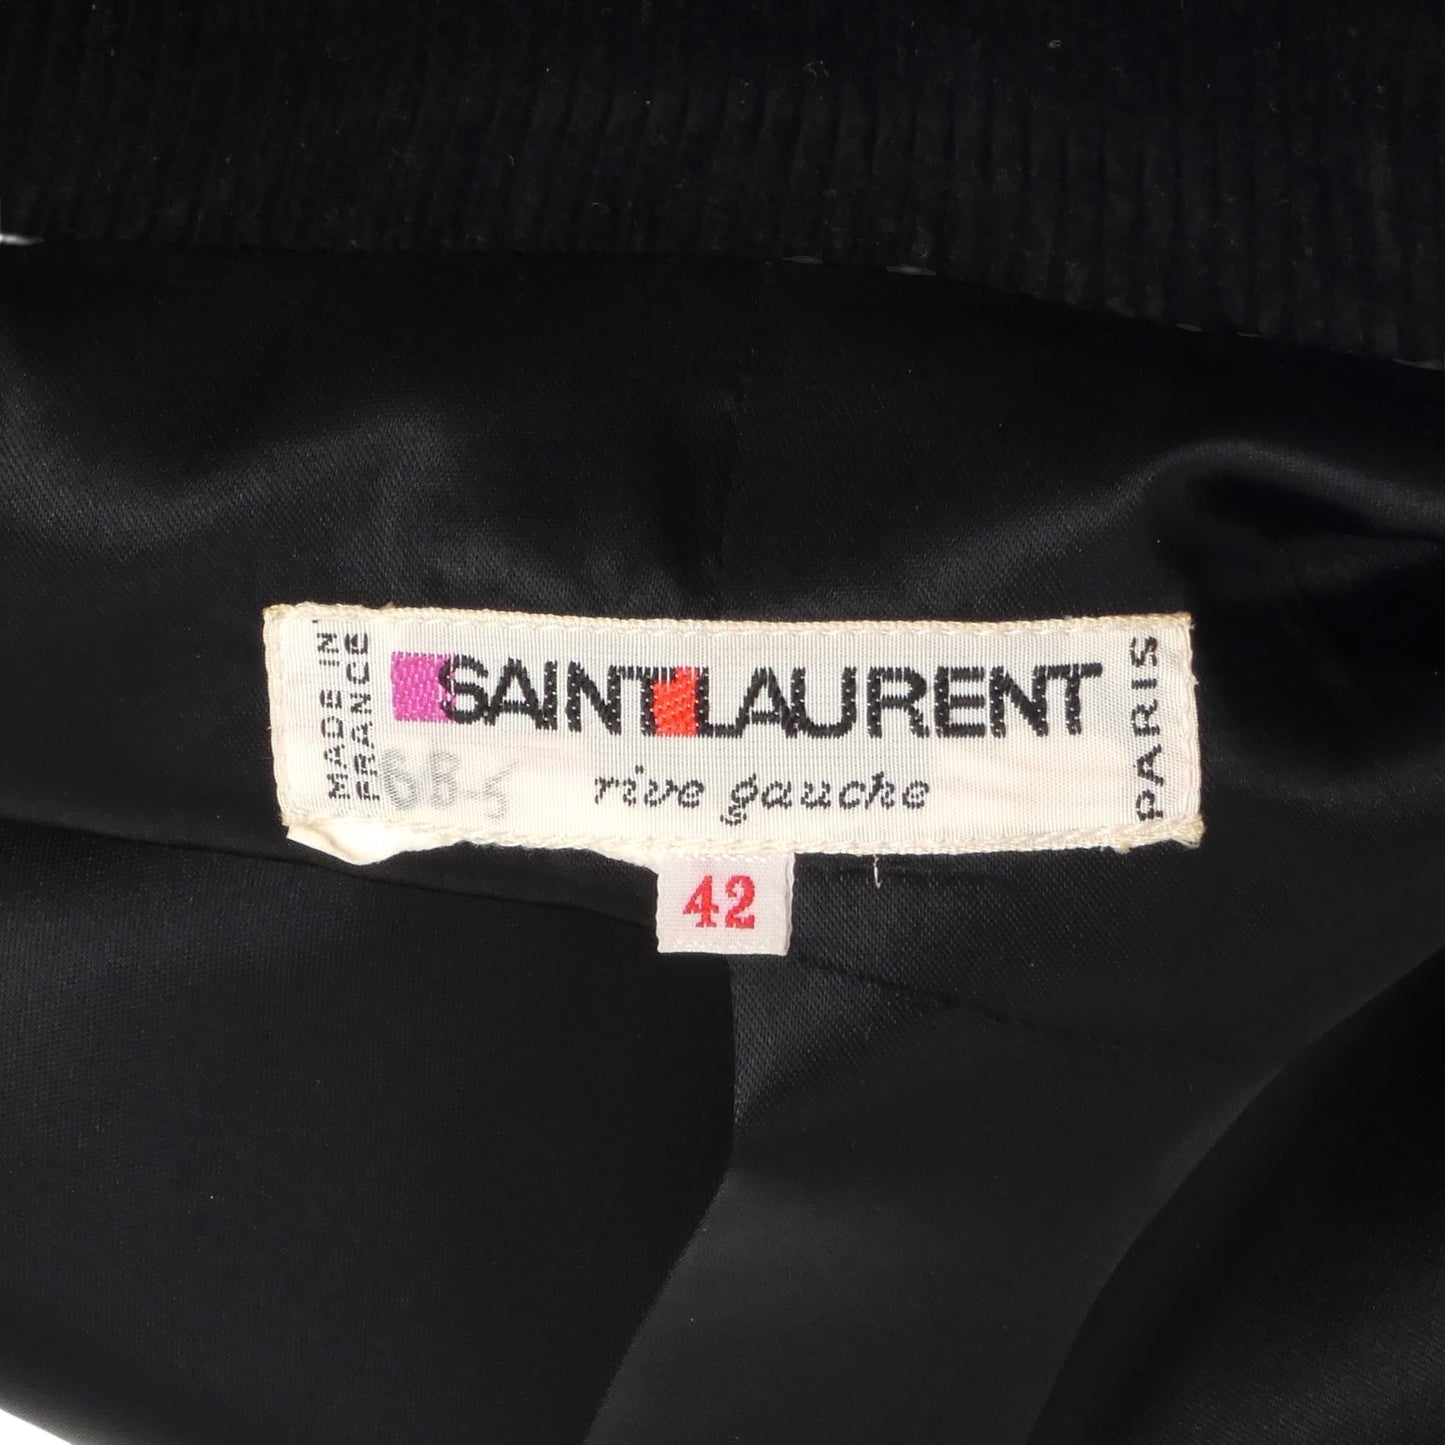 MADE IN
FRANCE
SAINT LAURENT
rive gauche
PARIS
42